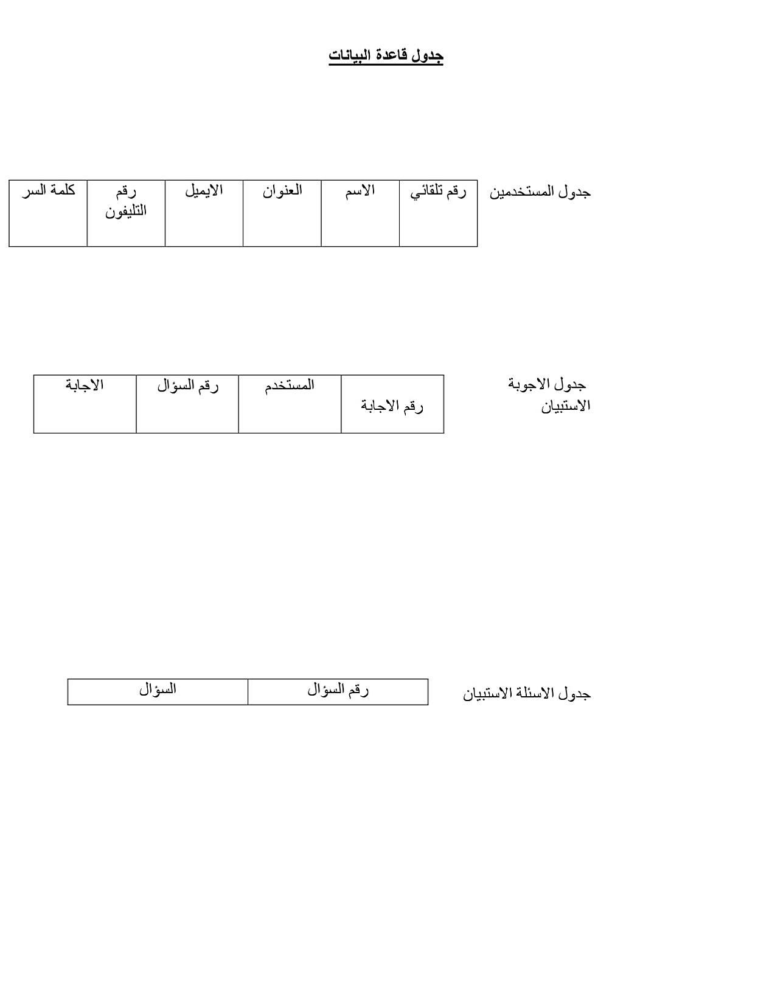 جدول قاعدة البيانات
جدول المستخدمين
رقم تلقائي
الاسم
العنوان
الايميل
رقم
التليفون
كلمة السر
جدول الاجوبة
الاستبيان
رقم الاجابة
المستخدم
رقم السؤال
الاجابة
جدول الاسئلة الاستبيان
رقم السؤال
السؤال